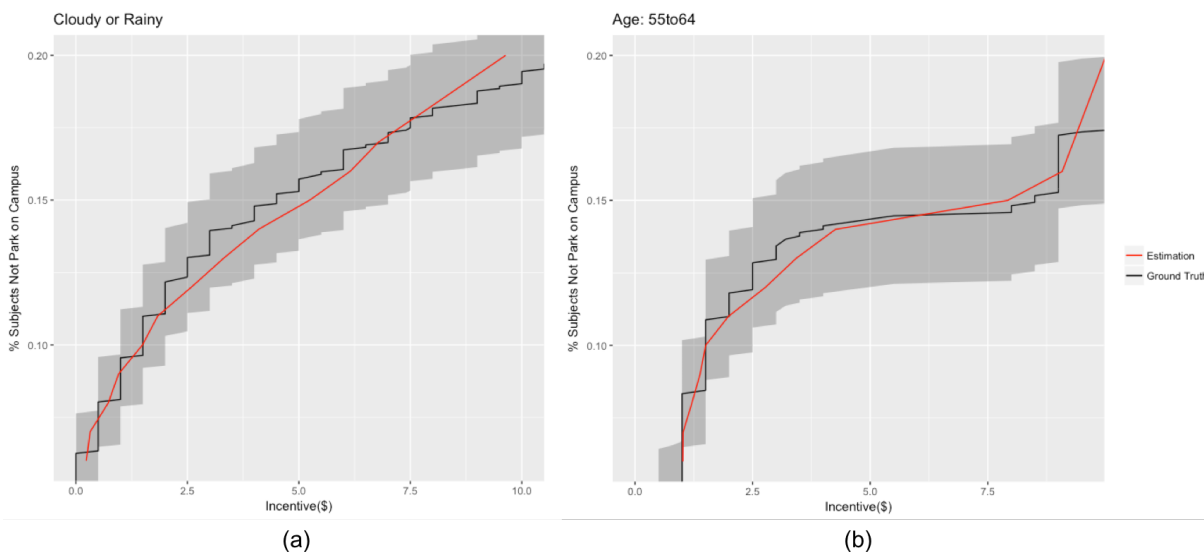 Cloudy or Rainy
% Subjects Not Park on Campus
0.20
0.15
0.10
0.0
2.5
5.0
7.5
10.0
Incentive($)
(a)
Age: 55to64
% Subjects Not Park on Campus
0.20
0.15
0.10
0.0
2.5
5.0
7.5
Incentive($)
(b)
Estimation
Ground Truth